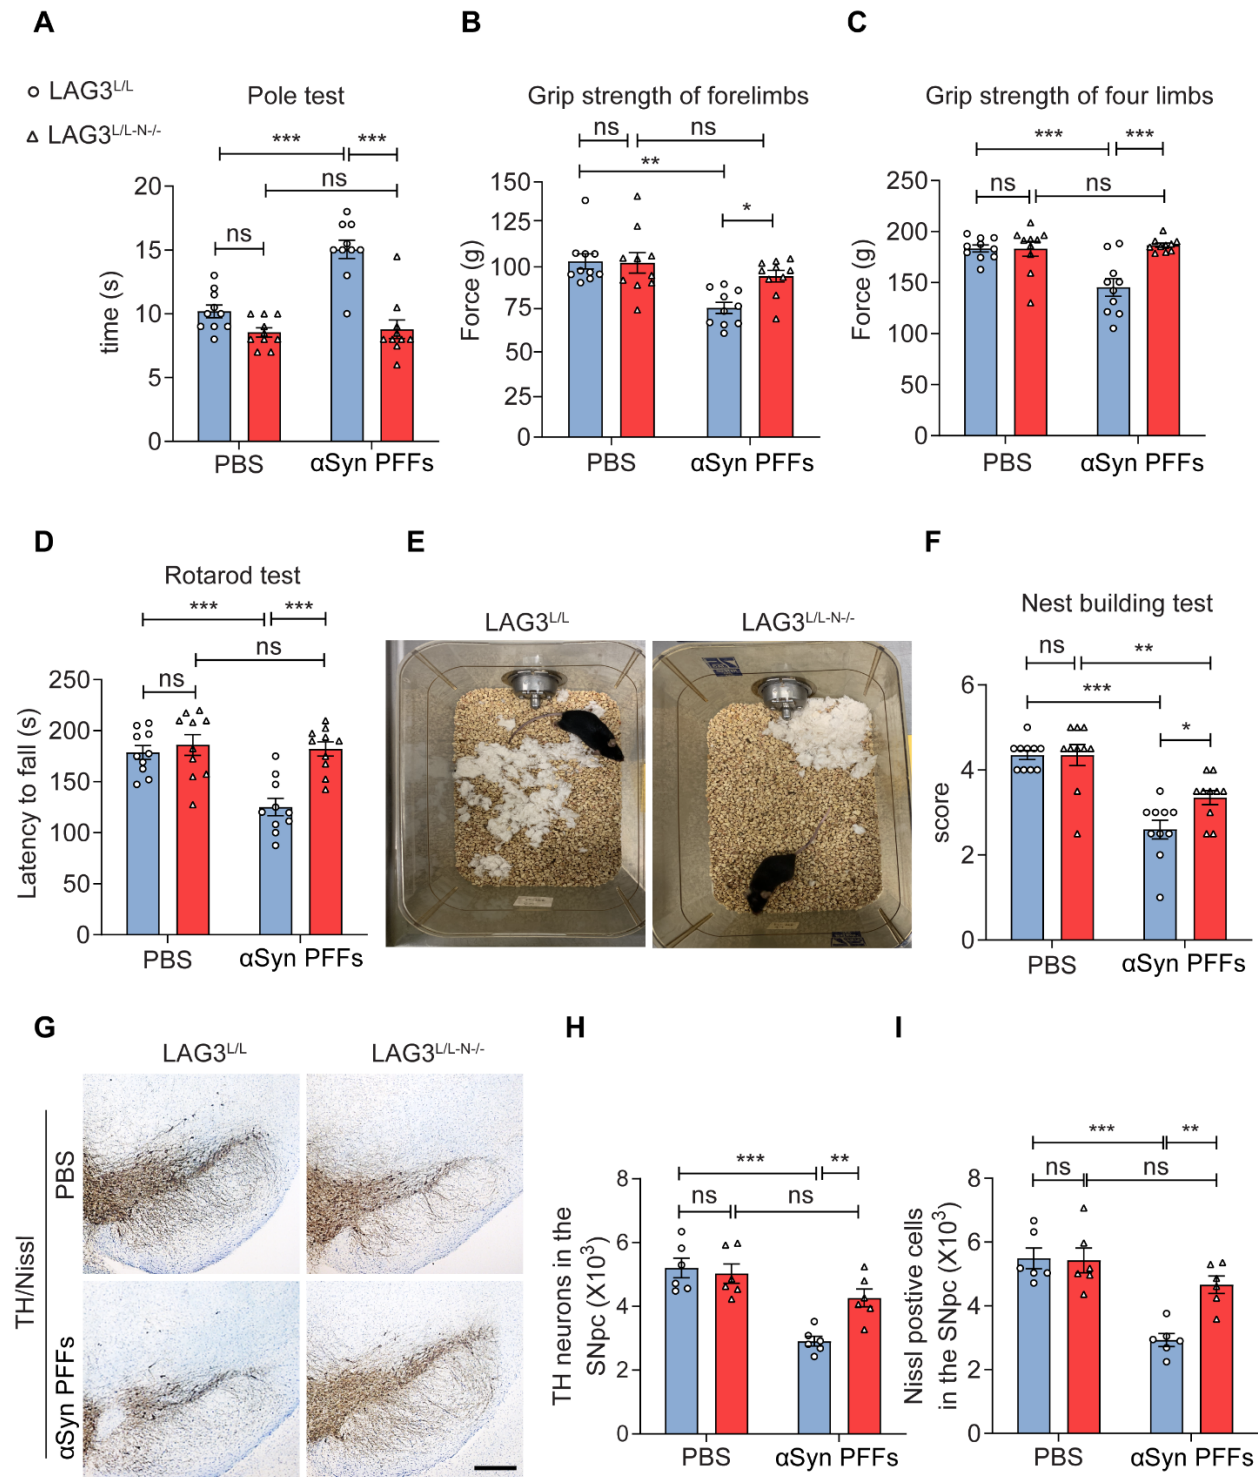 A
B
C
LAG3L/L
LAG3L/L-N-/-
Pole test
*** ***
ns
ns
time (s)
20
15
10
5
0
PBS αSyn PFFs
Grip strength of forelimbs
ns ns
**
*
Force (g)
150
125
100
75
50
25
0
PBS αSyn PFFs
Grip strength of four limbs
*** ***
ns ns
Force (g)
250
200
150
100
50
0
PBS αSyn PFFs
D
E
F
Rotarod test
*** ***
ns
ns
Latency to fall (s)
250
200
150
100
50
0
PBS αSyn PFFs
LAG3L/L LAG3L/L-N-/-
Nest building test
ns **
***
*
score
6
4
2
0
PBS αSyn PFFs
G
H
I
LAG3L/L LAG3L/L-N-/-
TH/Nissl
PBS
αSyn PFFs
*** **
ns ns
TH neurons in the
SNpc (X103)
8
6
4
2
0
PBS αSyn PFFs
*** **
ns ns
Nissl postive cells
in the SNpc (X103)
8
6
4
2
0
PBS αSyn PFFs